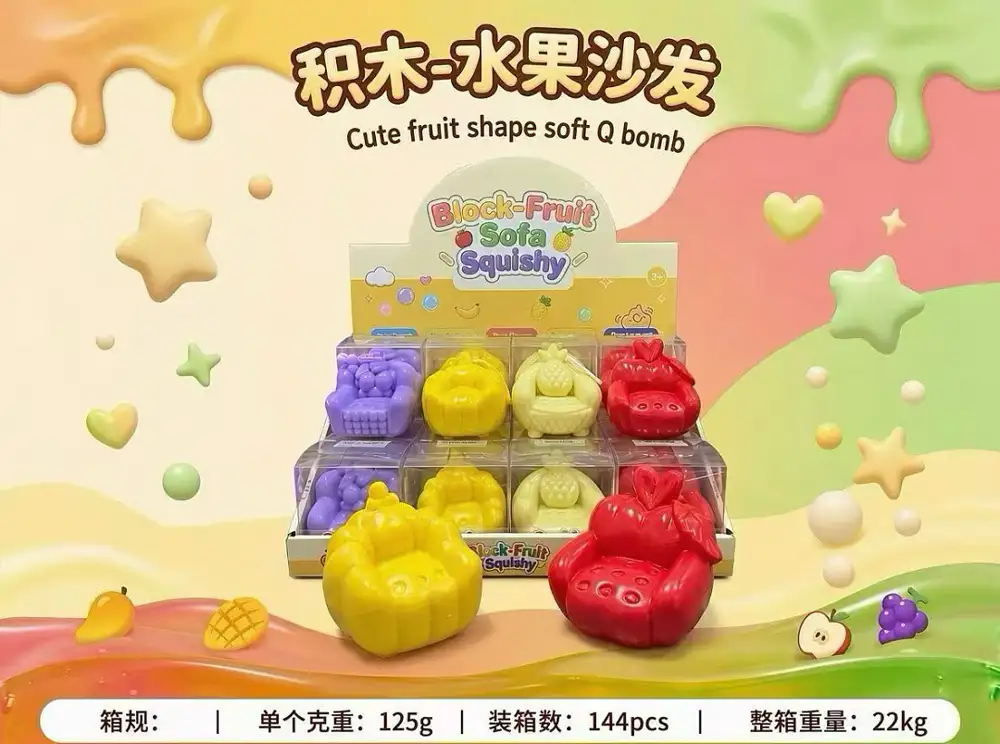 积木-水果沙发
Cute fruit shape soft Q bomb
Block-Fruit
Sofa
Squishy
3+
Block-Fruit
Squishy
箱规： | 单个克重：125g | 装箱数：144pcs | 整箱重量：22kg